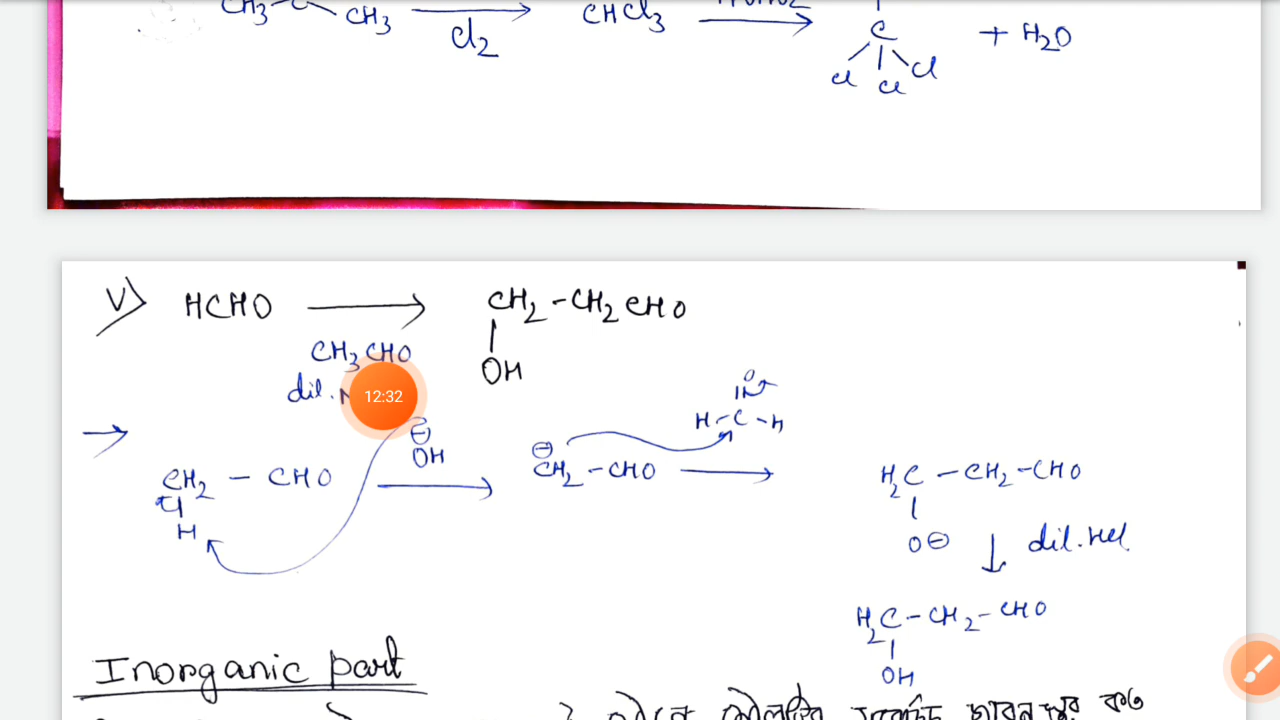 CH3 C CH3 Cl2 → CHCl3 → C Cl Cl Cl + H2O
V) HCHO → CH2-CH2CHO
OH
CH3CHO
dil.
12:32
→ CH2 - CHO
H
⊖
OH
→
⊖
CH2-CHO
O
H-C-H
→
H2C-CH2-CHO
O⊖
↓ dil. HCl
H2C-CH2-CHO
OH
Inorganic part